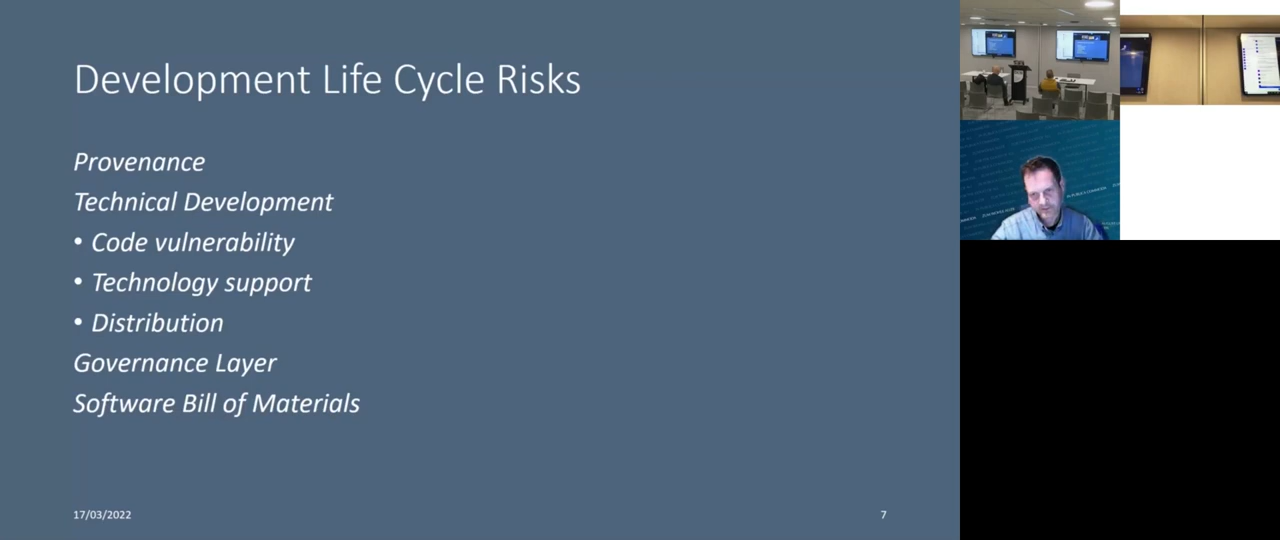 Development Life Cycle Risks
Provenance
Technical Development
• Code vulnerability
• Technology support
• Distribution
Governance Layer
Software Bill of Materials
17/03/2022
7